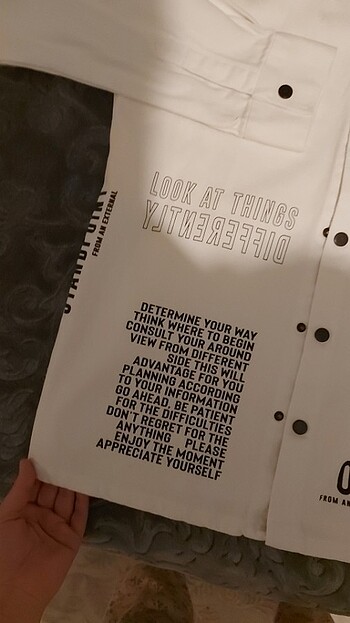 LOOK AT THINGS
DIFFERENTLY
STANDPOINT
FROM AN EXTERNAL
DETERMINE YOUR WAY
THINK WHERE TO BEGIN
CONSULT YOUR AROUND
VIEW FROM DIFFERENT
SIDE THIS WILL
ADVANTAGE FOR YOU
PLANNING ACCORDING
TO YOUR INFORMATION
GO AHEAD, BE PATIENT
FOR THE DIFFICULTIES
DON'T REGRET FOR THE
ANYTHING PLEASE
ENJOY THE MOMENT
APPRECIATE YOURSELF
FROM AN